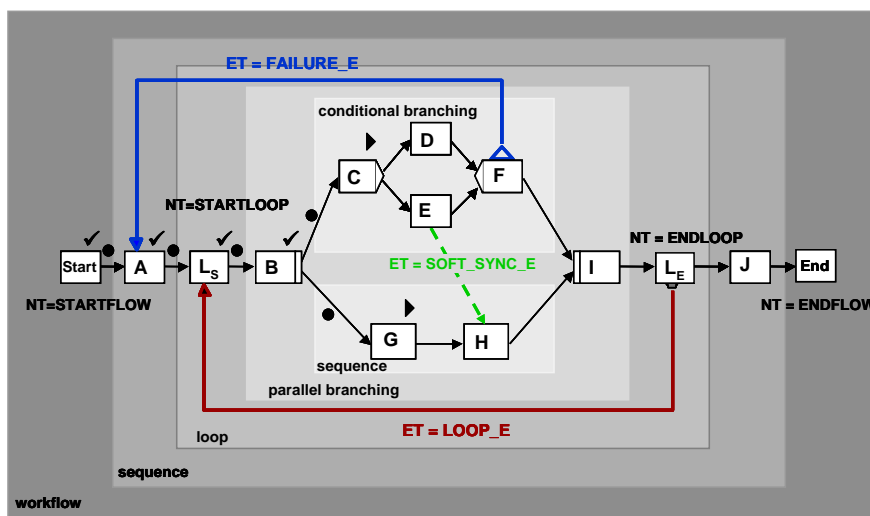 ET = FAILURE_E
conditional branching
D
C
F
E
NT=STARTLOOP
NT = ENDLOOP
Start
A
LS
B
ET = SOFT_SYNC_E
I
LE
J
End
NT=STARTFLOW
NT = ENDFLOW
G
H
sequence
parallel branching
ET = LOOP_E
loop
sequence
workflow